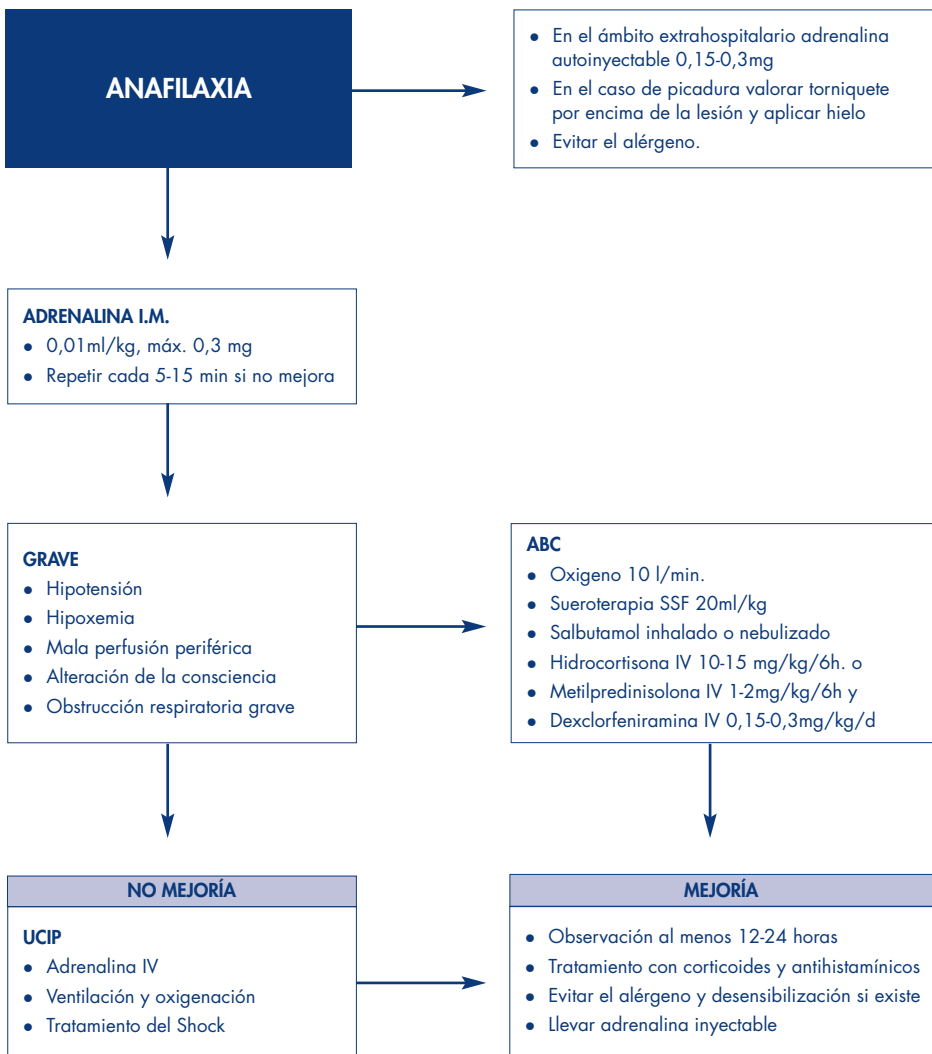 ANAFILAXIA
• En el ámbito extrahospitalario adrenalina
autoinyectable 0,15-0,3mg
• En el caso de picadura valorar torniquete
por encima de la lesión y aplicar hielo
• Evitar el alérgeno.
ADRENALINA I.M.
• 0,01ml/kg, máx. 0,3 mg
• Repetir cada 5-15 min si no mejora
GRAVE
• Hipotensión
• Hipoxemia
• Mala perfusión periférica
• Alteración de la consciencia
• Obstrucción respiratoria grave
ABC
• Oxigeno 10 l/min.
• Sueroterapia SSF 20ml/kg
• Salbutamol inhalado o nebulizado
• Hidrocortisona IV 10-15 mg/kg/6h. o
• Metilpredinisolona IV 1-2mg/kg/6h y
• Dexclorfeniramina IV 0,15-0,3mg/kg/d
NO MEJORÍA
UCIP
• Adrenalina IV
• Ventilación y oxigenación
• Tratamiento del Shock
MEJORÍA
• Observación al menos 12-24 horas
• Tratamiento con corticoides y antihistamínicos
• Evitar el alérgeno y desensibilización si existe
• Llevar adrenalina inyectable